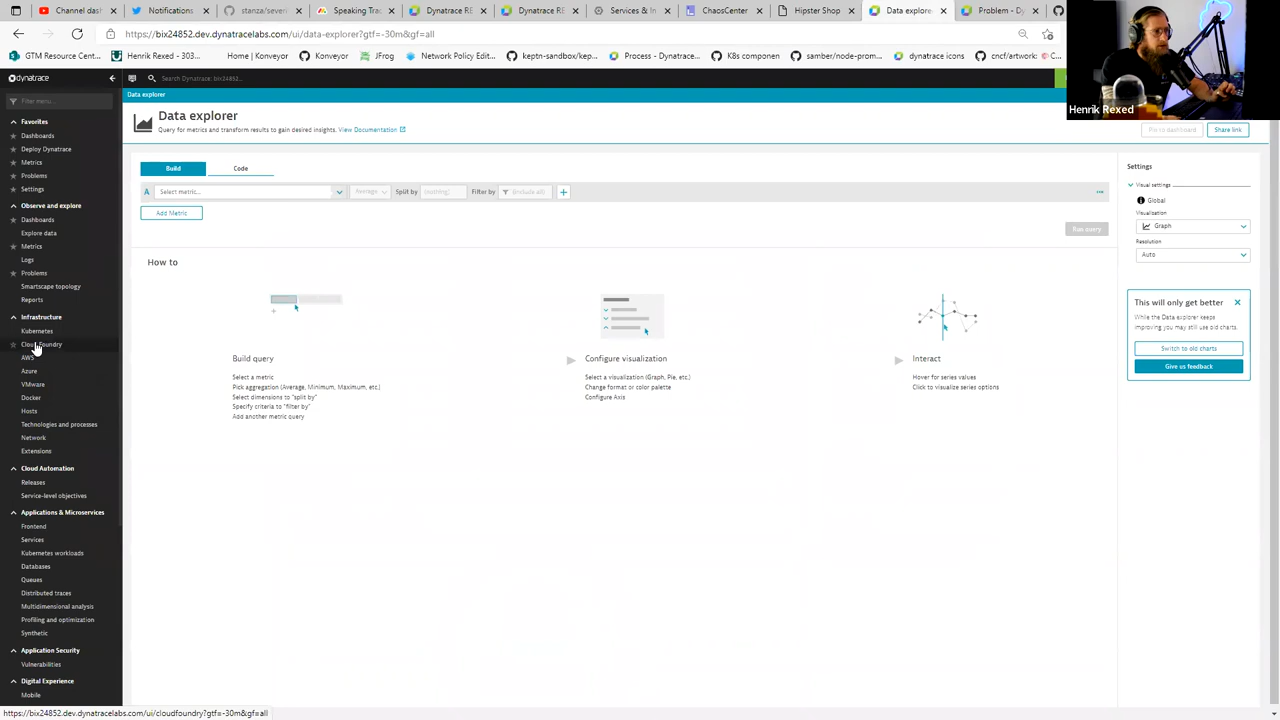 Channel dash
Notifications
stanza/severi
Speaking Trac
Dynatrace RE
Dynatrace RE
Services & In
ChaosCente
Hipster Shop
Data explorer
Problem - Dy
https://bix24852.dev.dynatracelabs.com/ui/data-explorer?gtf=-30m&gf=all
GTM Resource Cent...
Henrik Rexed - 303...
Home | Konveyor
Konveyor
JFrog
Network Policy Edit...
keptn-sandbox/kep...
Process - Dynatrac...
K8s componen
samber/node-prom...
dynatrace icons
cncf/artwork:
Henrik Rexed
dynatrace
Search Dynatrace: bix24852...
Filter menu...
Favorites
Dashboards
Deploy Dynatrace
Metrics
Problems
Settings
Observe and explore
Dashboards
Explore data
Metrics
Logs
Problems
Smartscape topology
Reports
Infrastructure
Kubernetes
Cloud Foundry
AWS
Azure
VMware
Docker
Hosts
Technologies and processes
Network
Extensions
Cloud Automation
Releases
Service-level objectives
Applications & Microservices
Frontend
Services
Kubernetes workloads
Databases
Queues
Distributed traces
Multidimensional analysis
Profiling and optimization
Synthetic
Application Security
Vulnerabilities
Digital Experience
Mobile
Data explorer
Data explorer
Query for metrics and transform results to gain desired insights. View Documentation
Pin to dashboard
Share link
Build
Code
A
Select metric...
Average
Split by
Filter by
(include all)
+
Add Metric
Run query
How to
Build query
Select a metric
Pick aggregation (Average, Minimum, Maximum, etc.)
Select dimensions to "split by"
Specify criteria to "filter by"
Add another metric query
Configure visualization
Select a visualization (Graph, Pie, etc.)
Change format or color palette
Configure Axis
Interact
Hover for series values
Click to visualize series options
Settings
Visual settings
Global
Visualization
Graph
Resolution
Auto
This will only get better
While the Data explorer keeps
improving you may still use old charts.
Switch to old charts
Give us feedback
https://bix24852.dev.dynatracelabs.com/ui/cloudfoundry?gtf=-30m&gf=all